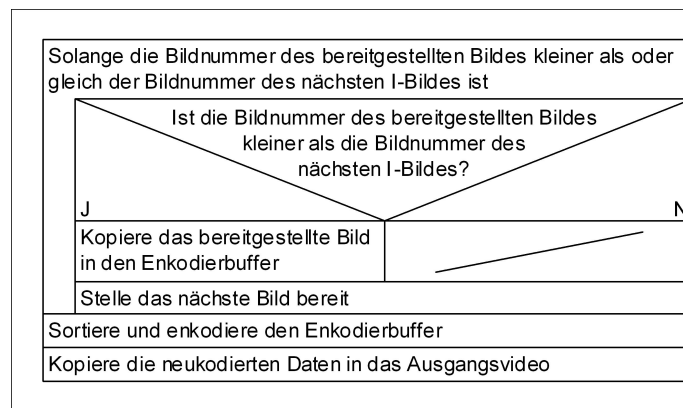 Solange die Bildnummer des bereitgestellten Bildes kleiner als oder
gleich der Bildnummer des nächsten I-Bildes ist
Ist die Bildnummer des bereitgestellten Bildes
kleiner als die Bildnummer des
nächsten I-Bildes?
J
N
Kopiere das bereitgestellte Bild
in den Enkodierbuffer
Stelle das nächste Bild bereit
Sortiere und enkodiere den Enkodierbuffer
Kopiere die neukodierten Daten in das Ausgangsvideo